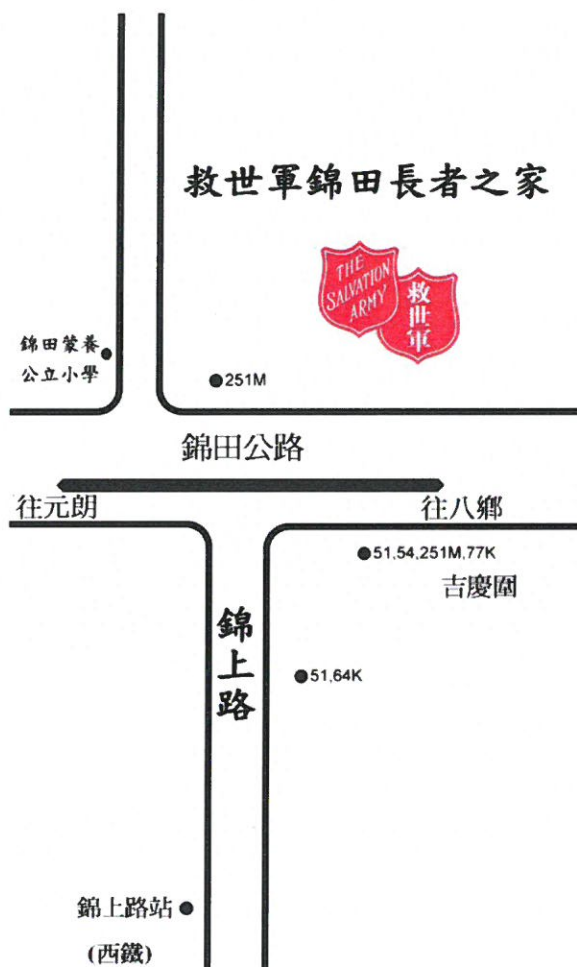 救世軍錦田長者之家
THE
SALVATION
ARMY
救世軍
錦田蒙養
公立小學
251M
錦田公路
往元朗
往八鄉
51,54,251M,77K
吉慶圍
錦上路
51,64K
錦上路站
(西鐵)